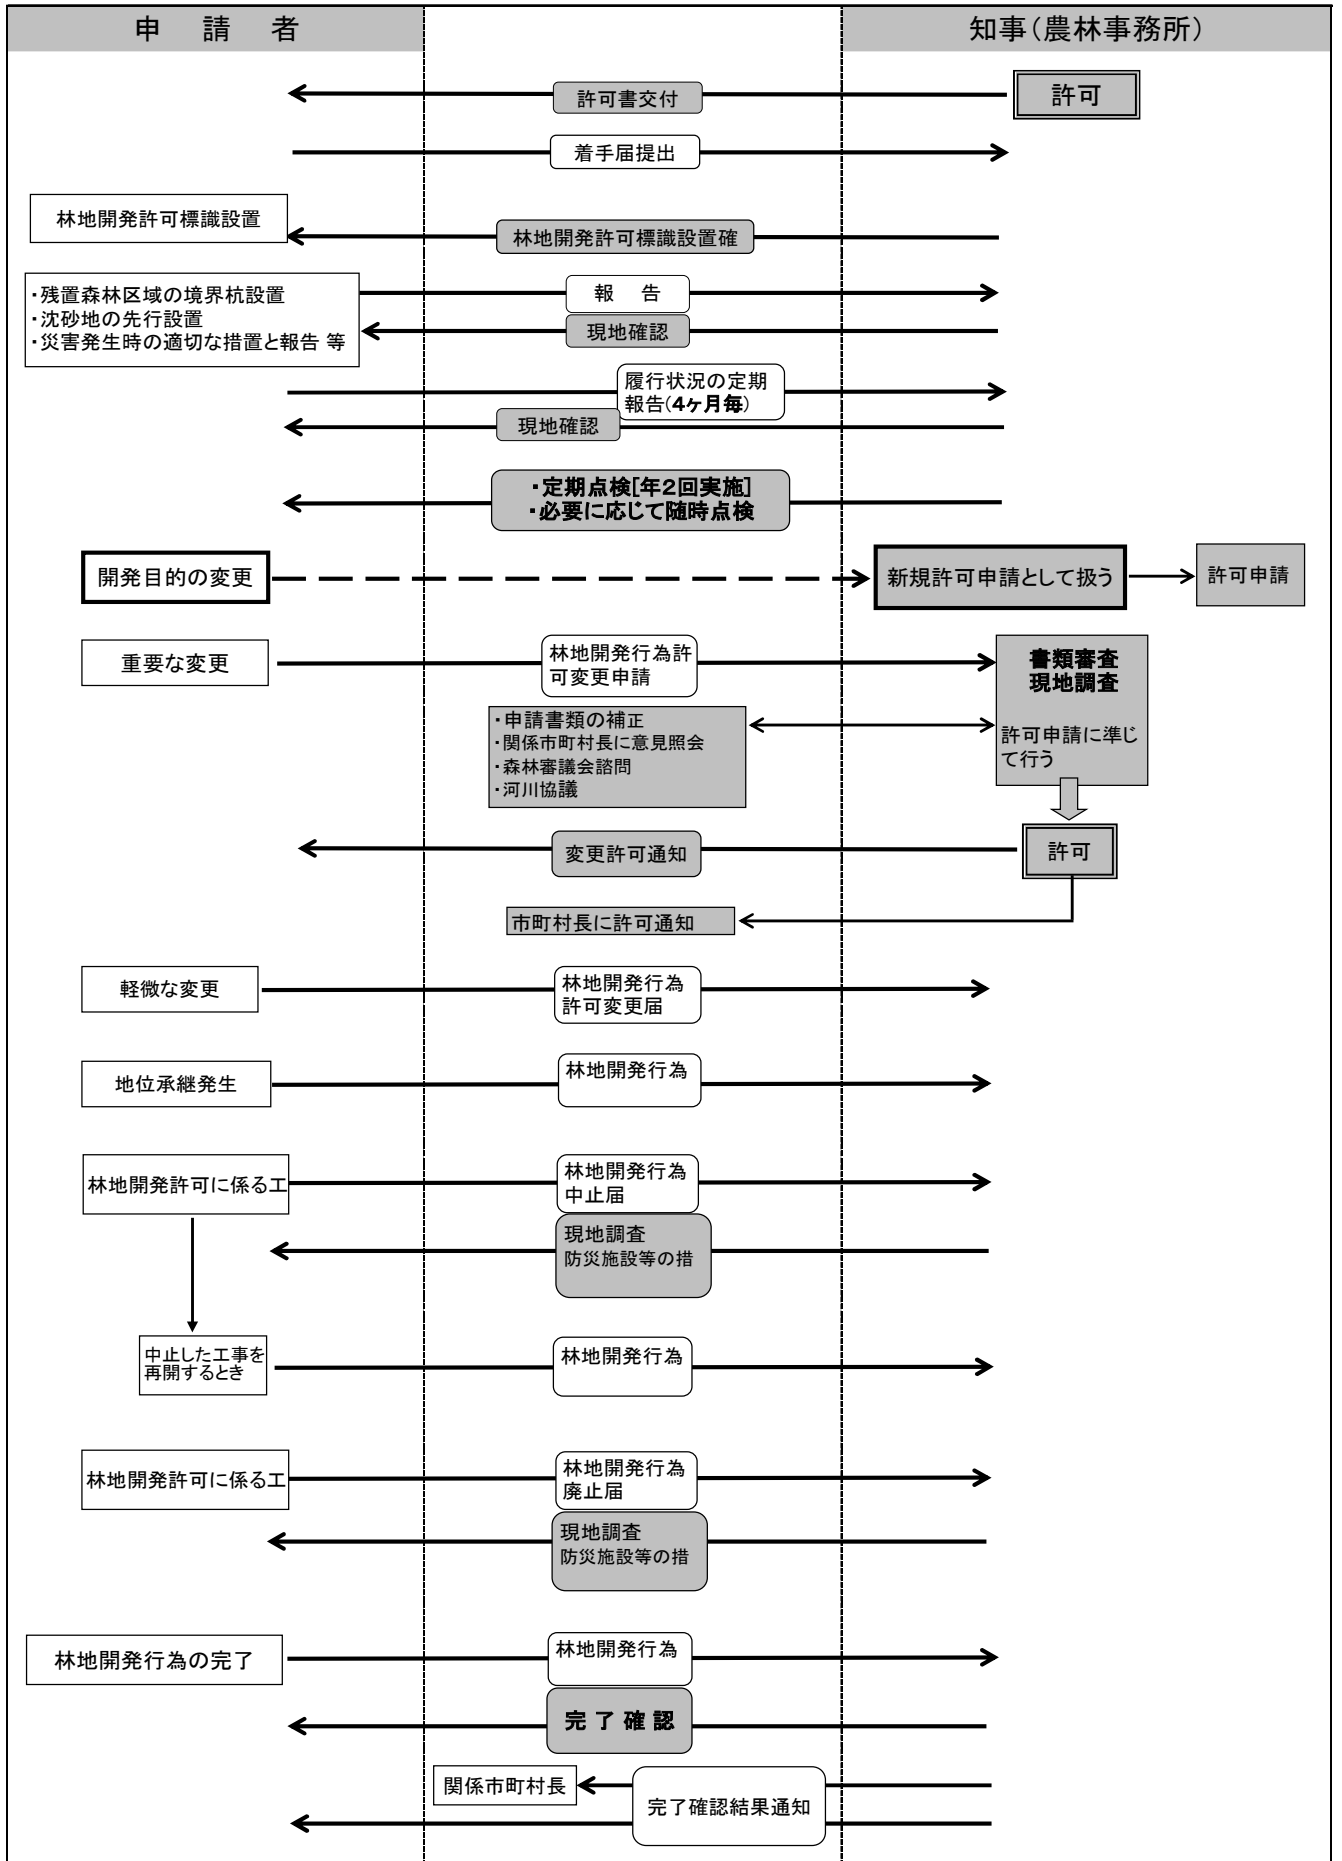 申 請 者
知事（農林事務所）
許可書交付
許可
着手届提出
林地開発許可標識設置
林地開発許可標識設置確
・残置森林区域の境界杭設置
・沈砂地の先行設置
・災害発生時の適切な措置と報告 等
報 告
現地確認
履行状況の定期
報告(4ヶ月毎)
現地確認
・定期点検[年2回実施]
・必要に応じて随時点検
開発目的の変更
新規許可申請として扱う
許可申請
重要な変更
林地開発行為許
可変更申請
書類審査
現地調査
許可申請に準じ
て行う
・申請書類の補正
・関係市町村長に意見照会
・森林審議会諮問
・河川協議
変更許可通知
許可
市町村長に許可通知
軽微な変更
林地開発行為
許可変更届
地位承継発生
林地開発行為
林地開発許可に係る工
林地開発行為
中止届
現地調査
防災施設等の措
中止した工事を
再開するとき
林地開発行為
林地開発許可に係る工
林地開発行為
廃止届
現地調査
防災施設等の措
林地開発行為の完了
林地開発行為
完了確認
関係市町村長
完了確認結果通知